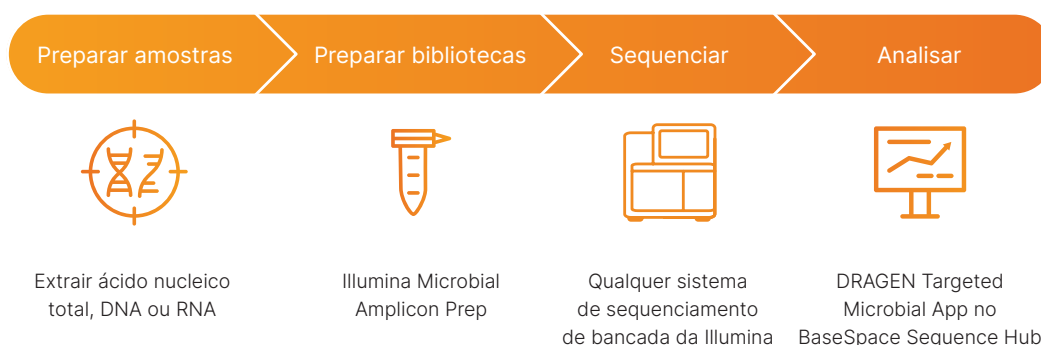 Preparar amostras
Preparar bibliotecas
Sequenciar
Analisar
Extrair ácido nucleico
total, DNA ou RNA
Illumina Microbial
Amplicon Prep
Qualquer sistema
de sequenciamento
de bancada da Illumina
DRAGEN Targeted
Microbial App no
BaseSpace Sequence Hub